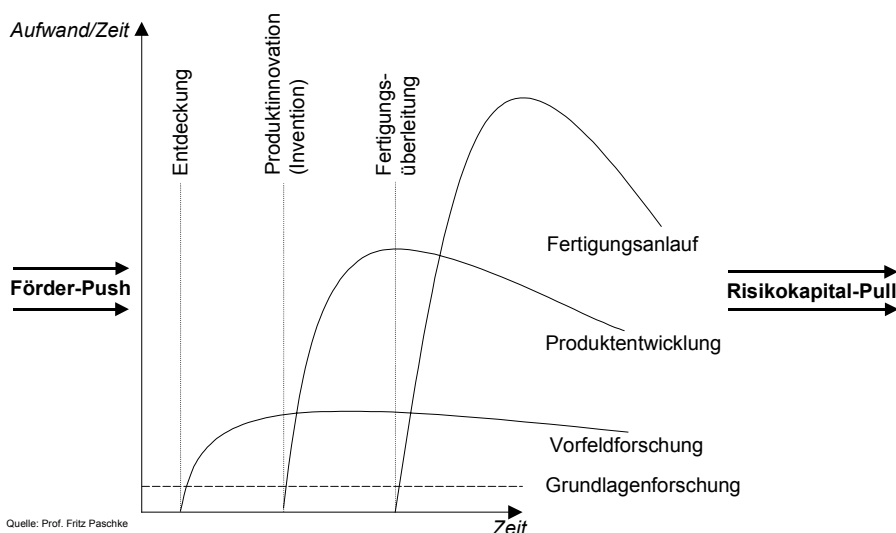 Aufwand/Zeit
Entdeckung
Produktinnovation
(Invention)
Fertigungs-
überleitung
Fertigungsanlauf
Förder-Push
Risikokapital-Pull
Produktentwicklung
Vorfeldforschung
Grundlagenforschung
Quelle: Prof. Fritz Paschke
Zeit